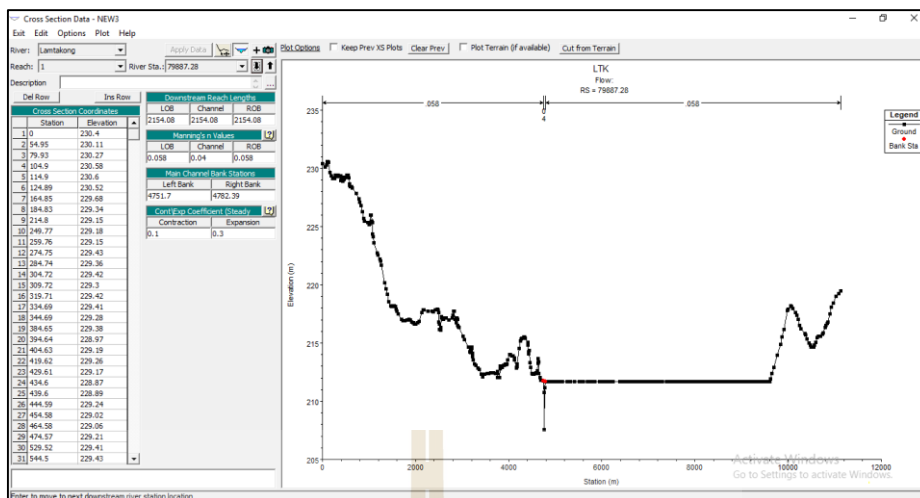 Cross Section Data - NEW3
Exit Edit Options Plot Help
River: Lamtakong Apply Data Plot Options Keep Prev XS Plots Clear Prev Plot Terrain (if available) Cut from Terrain
Reach: 1 River Sta.: 79887.28
Description ...
Del Row Ins Row
Cross Section Coordinates
Station Elevation
1 0 230.4
2 54.95 230.11
3 79.93 230.27
4 104.9 230.58
5 114.9 230.6
6 124.89 230.52
7 164.85 229.68
8 184.83 229.34
9 214.8 229.15
10 249.77 229.18
11 259.76 229.15
12 274.75 229.43
13 284.74 229.36
14 304.72 229.42
15 309.72 229.3
16 319.71 229.42
17 334.69 229.41
18 344.69 229.28
19 384.65 229.38
20 394.64 228.97
21 404.63 229.19
22 419.62 229.26
23 429.61 229.17
24 434.6 228.87
25 439.6 228.89
26 444.59 229.24
27 454.58 229.02
28 464.58 229.06
29 474.57 229.21
30 529.52 229.41
31 544.5 229.43
Downstream Reach Lengths
LOB Channel ROB
2154.08 2154.08 2154.08
Manning's n Values ?
LOB Channel ROB
0.058 0.04 0.058
Main Channel Bank Stations
Left Bank Right Bank
4751.7 4782.39
Cont\Exp Coefficient (Steady ?
Contraction Expansion
0.1 0.3
LTK
Flow:
RS = 79887.28
.058 .058
0
4
235
230
225
220
215
210
205
Elevation (m)
0 2000 4000 6000 8000 10000 12000
Station (m)
Legend
Ground
Bank Sta
Activate Windows
Go to Settings to activate Windows.
Enter to move to next downstream river station location